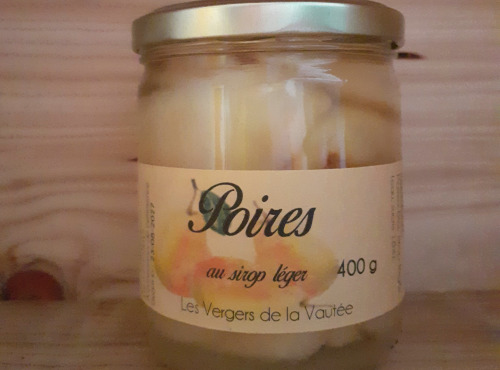 Poires
au sirop léger
400 g
Les Vergers de la Vautée